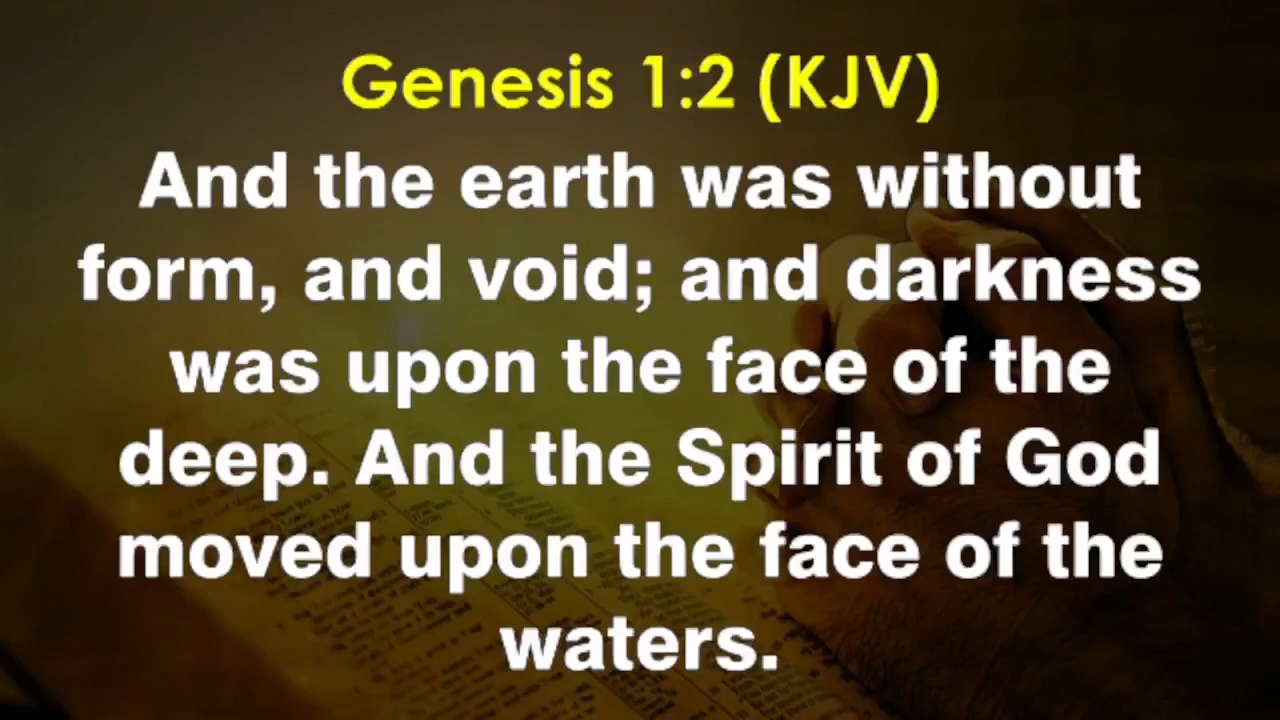 Genesis 1:2 (KJV)
And the earth was without
form, and void; and darkness
was upon the face of the
deep. And the Spirit of God
moved upon the face of the
waters.